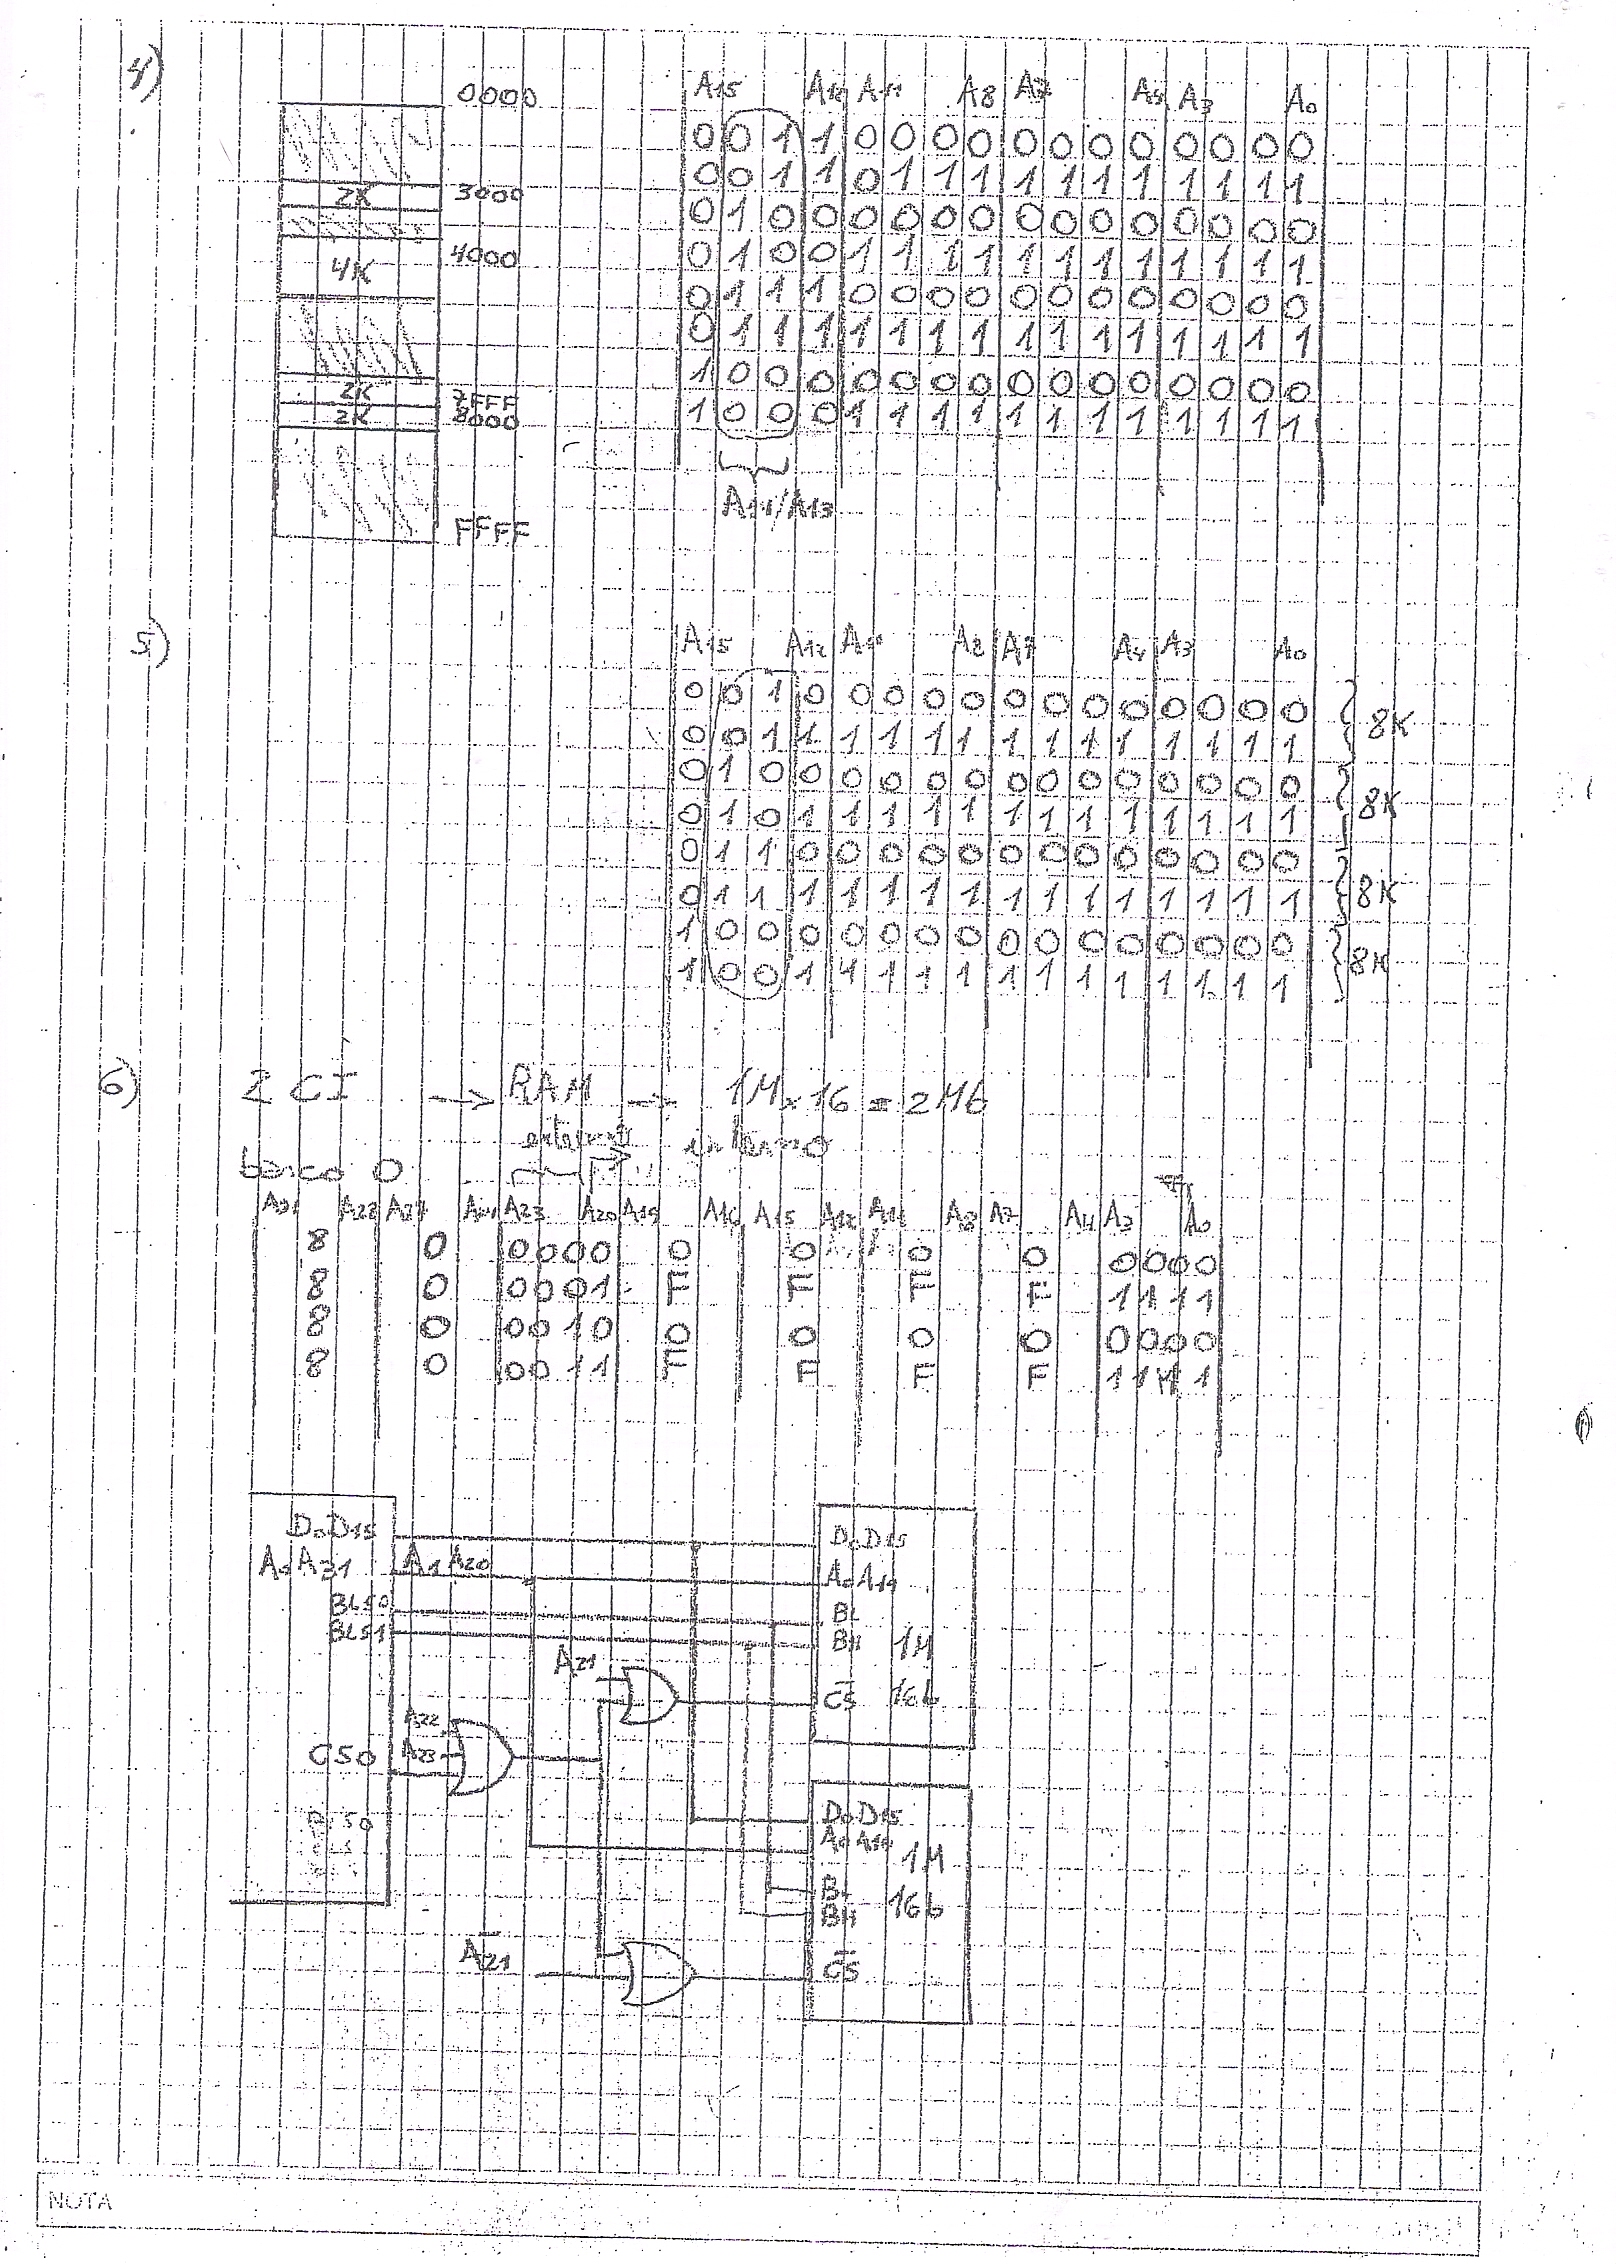 4)
0000
A15 A12 A11 A8 A7 A4 A3 A0
0 0 1 1 0 0 0 0 0 0 0 0 0 0 0 0
0 0 1 1 0 1 1 1 1 1 1 1 1 1 1 1
2K 3000
0 1 0 0 0 0 0 0 0 0 0 0 0 0 0 0
4K 4000
0 1 0 0 1 1 1 1 1 1 1 1 1 1 1 1
0 1 1 1 0 0 0 0 0 0 0 0 0 0 0 0
0 1 1 1 1 1 1 1 1 1 1 1 1 1 1 1
1 0 0 0 0 0 0 0 0 0 0 0 0 0 0 0
2K 7FFF
2K 8000
1 0 0 0 1 1 1 1 1 1 1 1 1 1 1 1
A14/A13
FFFF
5)
A15 A12 A11 A8 A7 A4 A3 A0
0 0 1 0 0 0 0 0 0 0 0 0 0 0 0 0
0 0 1 1 1 1 1 1 1 1 1 1 1 1 1 1
8K
0 1 0 0 0 0 0 0 0 0 0 0 0 0 0 0
0 1 0 1 1 1 1 1 1 1 1 1 1 1 1 1
8K
0 1 1 0 0 0 0 0 0 0 0 0 0 0 0 0
0 1 1 1 1 1 1 1 1 1 1 1 1 1 1 1
8K
1 0 0 0 0 0 0 0 0 0 0 0 0 0 0 0
1 0 0 1 1 1 1 1 1 1 1 1 1 1 1 1
8K
6) 2 CI → RAM → 1M x 16 = 2Mb
interno
banco 0
A31 A28 A27 A24 A23 A20 A19 A16 A15 A12 A11 A8 A7 A4 A3 A0
8 0 0000 0 0 0 0 0000
8 0 0001 F F F F 1111
8 0 0010 0 0 0 0 0000
8 0 0011 F F F F 1111
D0D15
D0D15
A1A31 A1A20
A0A19
BLS0
BL
BLS1
BH 1M
A21
CS 16b
A22
CS0 A23
D0D15
A0A19
1M
BL
BH 16b
A21
CS
NOTA